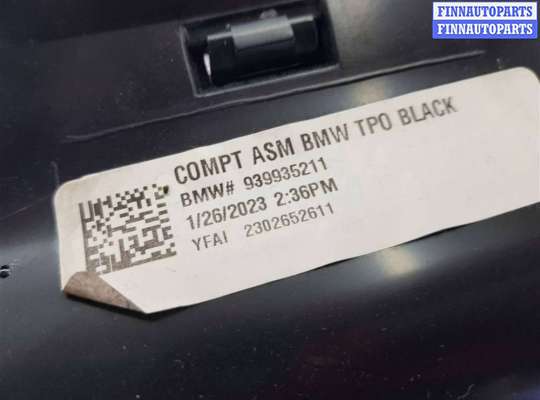 FINNAUTOPARTS
FINNAUTOPARTS
COMPT ASM BMW TPO BLACK
BMW# 939935211
1/26/2023 2:36PM
YFAI 2302652611